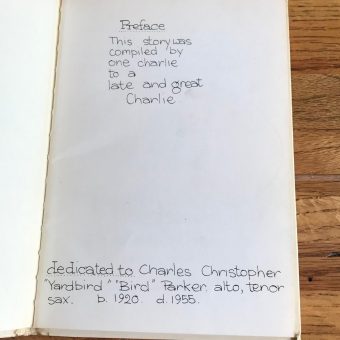 Preface
This story was
compiled by
one charlie
to a
late and great
Charlie
dedicated to Charles Christopher
"Yardbird" "Bird" Parker alto, tenor
sax. b. 1920. d. 1955.